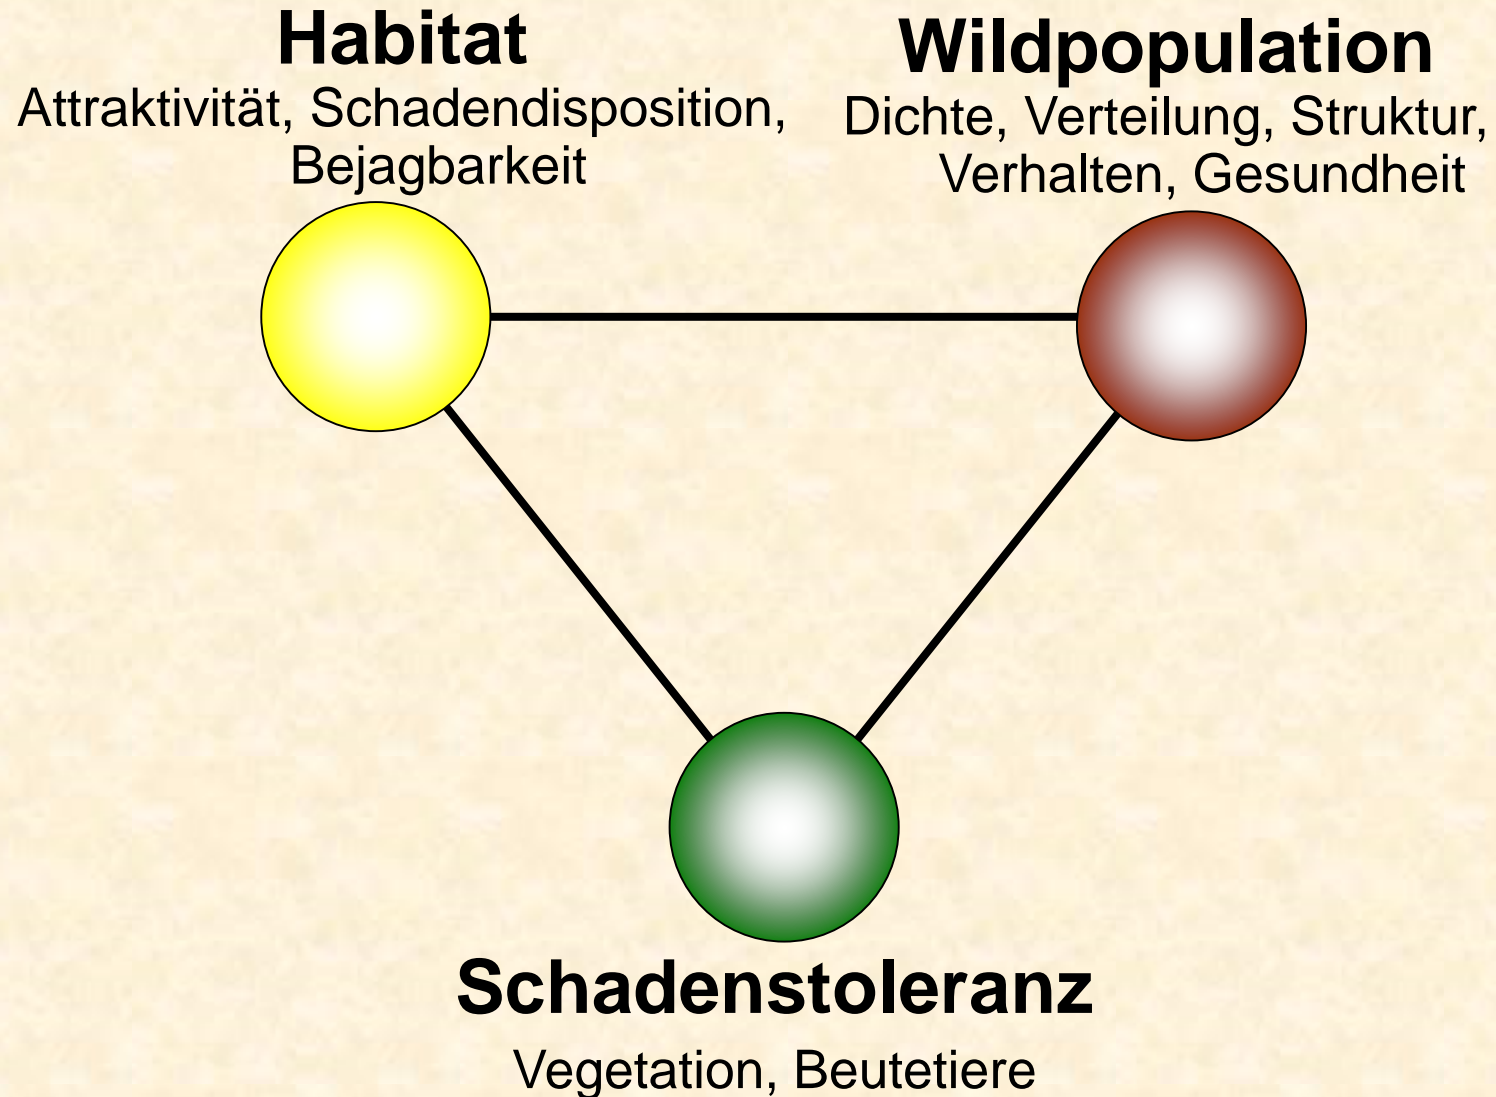 Habitat
Attraktivität, Schadendisposition,
Bejagbarkeit
Wildpopulation
Dichte, Verteilung, Struktur,
Verhalten, Gesundheit
Schadenstoleranz
Vegetation, Beutetiere